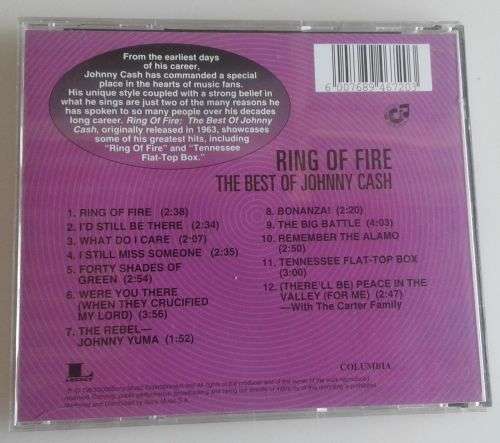 From the earliest days
of his career,
Johnny Cash has commanded a special
place in the hearts of music fans.
His unique style coupled with a strong belief in
what he sings are just two of the many reasons he
has spoken to so many people over his decades
long career. Ring Of Fire: The Best Of Johnny
Cash, originally released in 1963, showcases
some of his greatest hits, including
"Ring Of Fire" and "Tennessee
Flat-Top Box."
RING OF FIRE
THE BEST OF JOHNNY CASH
1. RING OF FIRE (2:38)
2. I'D STILL BE THERE (2:34)
3. WHAT DO I CARE (2:07)
4. I STILL MISS SOMEONE (2:35)
5. FORTY SHADES OF
GREEN (2:54)
6. WERE YOU THERE
(WHEN THEY CRUCIFIED
MY LORD) (3:56)
7. THE REBEL—
JOHNNY YUMA (1:52)
8. BONANZA! (2:20)
9. THE BIG BATTLE (4:03)
10. REMEMBER THE ALAMO
(2:50)
11. TENNESSEE FLAT-TOP BOX
(3:00)
12. (THERE'LL BE) PEACE IN THE
VALLEY (FOR ME) (2:47)
—With The Carter Family
L
LEGACY
COLUMBIA